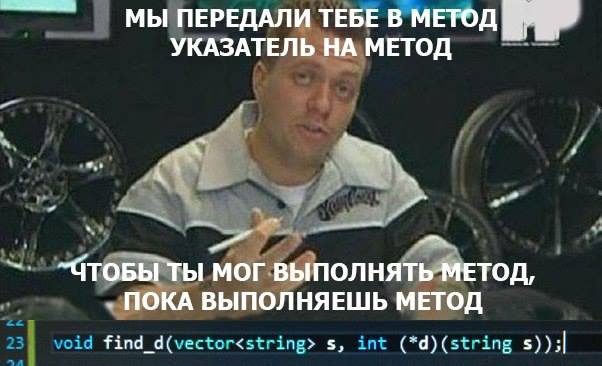 МЫ ПЕРЕДАЛИ ТЕБЕ В МЕТОД
УКАЗАТЕЛЬ НА МЕТОД
ЧТОБЫ ТЫ МОГ ВЫПОЛНЯТЬ МЕТОД,
ПОКА ВЫПОЛНЯЕШЬ МЕТОД
22
23 void find_d(vector<string> s, int (*d)(string s));
24